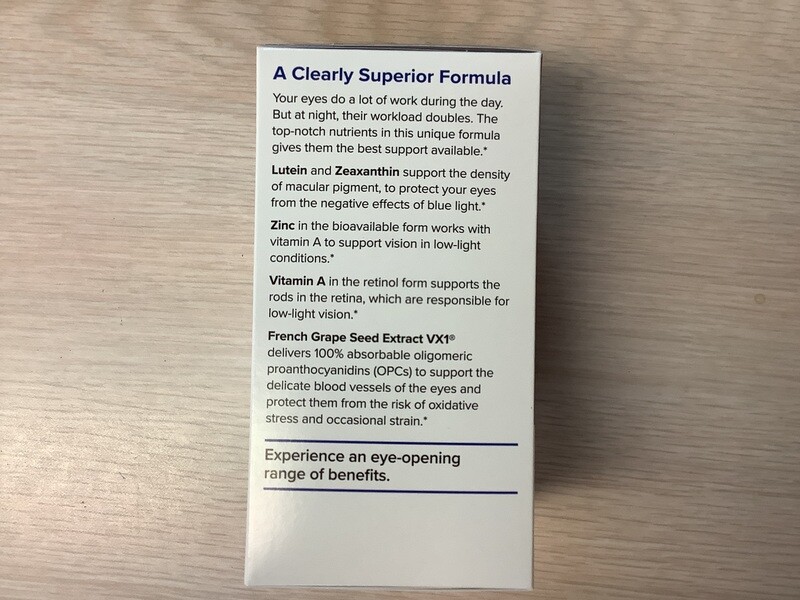 A Clearly Superior Formula
Your eyes do a lot of work during the day.
But at night, their workload doubles. The
top-notch nutrients in this unique formula
gives them the best support available.*
Lutein and Zeaxanthin support the density
of macular pigment, to protect your eyes
from the negative effects of blue light.*
Zinc in the bioavailable form works with
vitamin A to support vision in low-light
conditions.*
Vitamin A in the retinol form supports the
rods in the retina, which are responsible for
low-light vision.*
French Grape Seed Extract VX1®
delivers 100% absorbable oligomeric
proanthocyanidins (OPCs) to support the
delicate blood vessels of the eyes and
protect them from the risk of oxidative
stress and occasional strain.*
Experience an eye-opening
range of benefits.